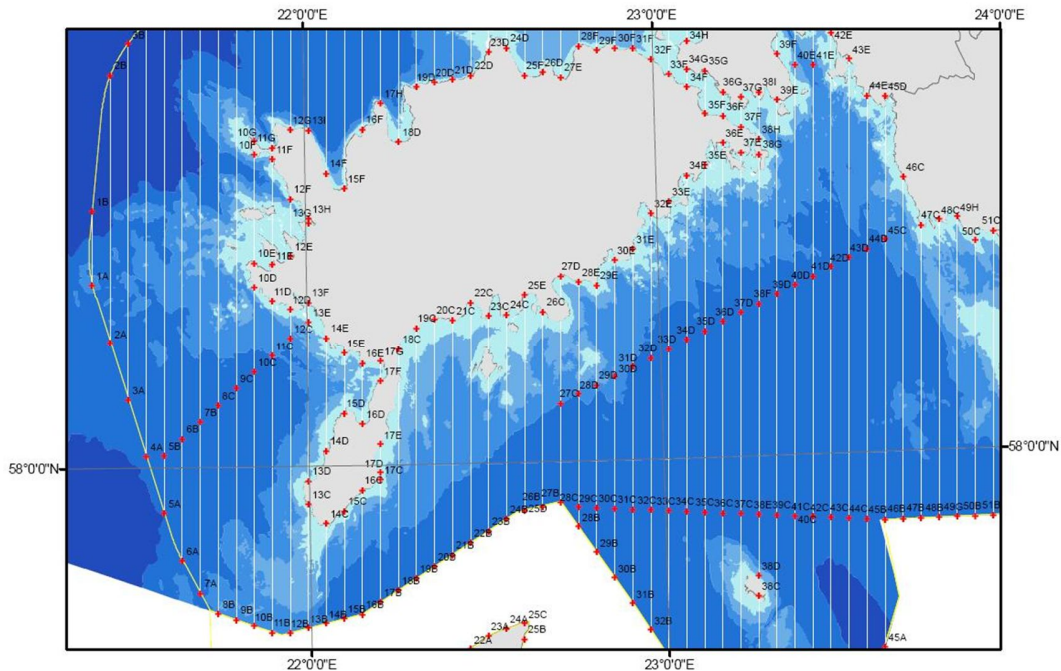 22°0'0"E 23°0'0"E 24°0'0"E
3B 23D 24D 28F 29F 30F 31F 34H 42E
32F 39F 43E
2B 22D 25F 26D 27E 33F 34G 35G 40E 41E
19D 20D 21D 34F 36G 37G 38I 39E 44E 45D
17H 35F 36F
12G 13I 16F 37F
10G 11G 18D 36E 38H
10F 11F 37E 38G
14F 15F 34E 35E
12F 33E 46C
1B 13G 13H 32E 47C 48C 49H
12E 31E 44D 45C 50C 51C
10E 11E 30E 43D
1A 10D 27D 28E 29E 40D 41D 42D
11D 12D 13F 22C 25E 38F 39D
13E 19C 20C 21C 23C 24C 26C 36D 37D
2A 12C 14E 18C 34D 35D
11C 15E 16E 17G 32D 33D
10C 17F 31D
9C 29D 30D
3A 8C 15D 27C 28D
7B 16D
6B 17E
4A 5B 14D
58°0'0"N 58°0'0"N
13D 17D 17C
16C
13C 15C 26B 27B
5A 14C 24B 25D 28C 29C 30C 31C 32C 33C 34C 35C 36C 37C 38E 39C 41C 42C 43C 44C 45B 46B 47B 48B 49G 50B 51B
23B 28B 40C
22B
21B 29B
6A 20B
19B 30B 38D
7A 18B 38C
17B
8B 16B 31B
9B 15B
10B 14B 25C
11B 12B 13B 24A 32B
23A 25B
22A 45A
22°0'0"E 23°0'0"E